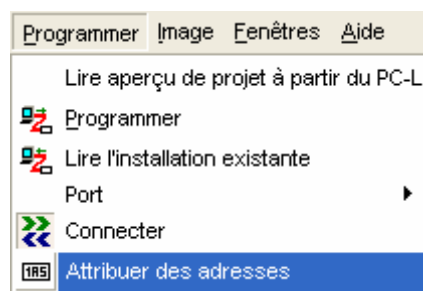 Programmer Image Fenêtres Aide
Lire aperçu de projet à partir du PC-L
Programmer
Lire l'installation existante
Port
Connecter
Attribuer des adresses